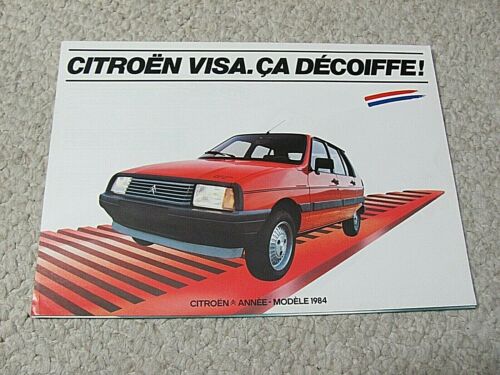 CITROËN VISA. ÇA DÉCOIFFE!
CITROËN ANNÉE-MODÈLE 1984